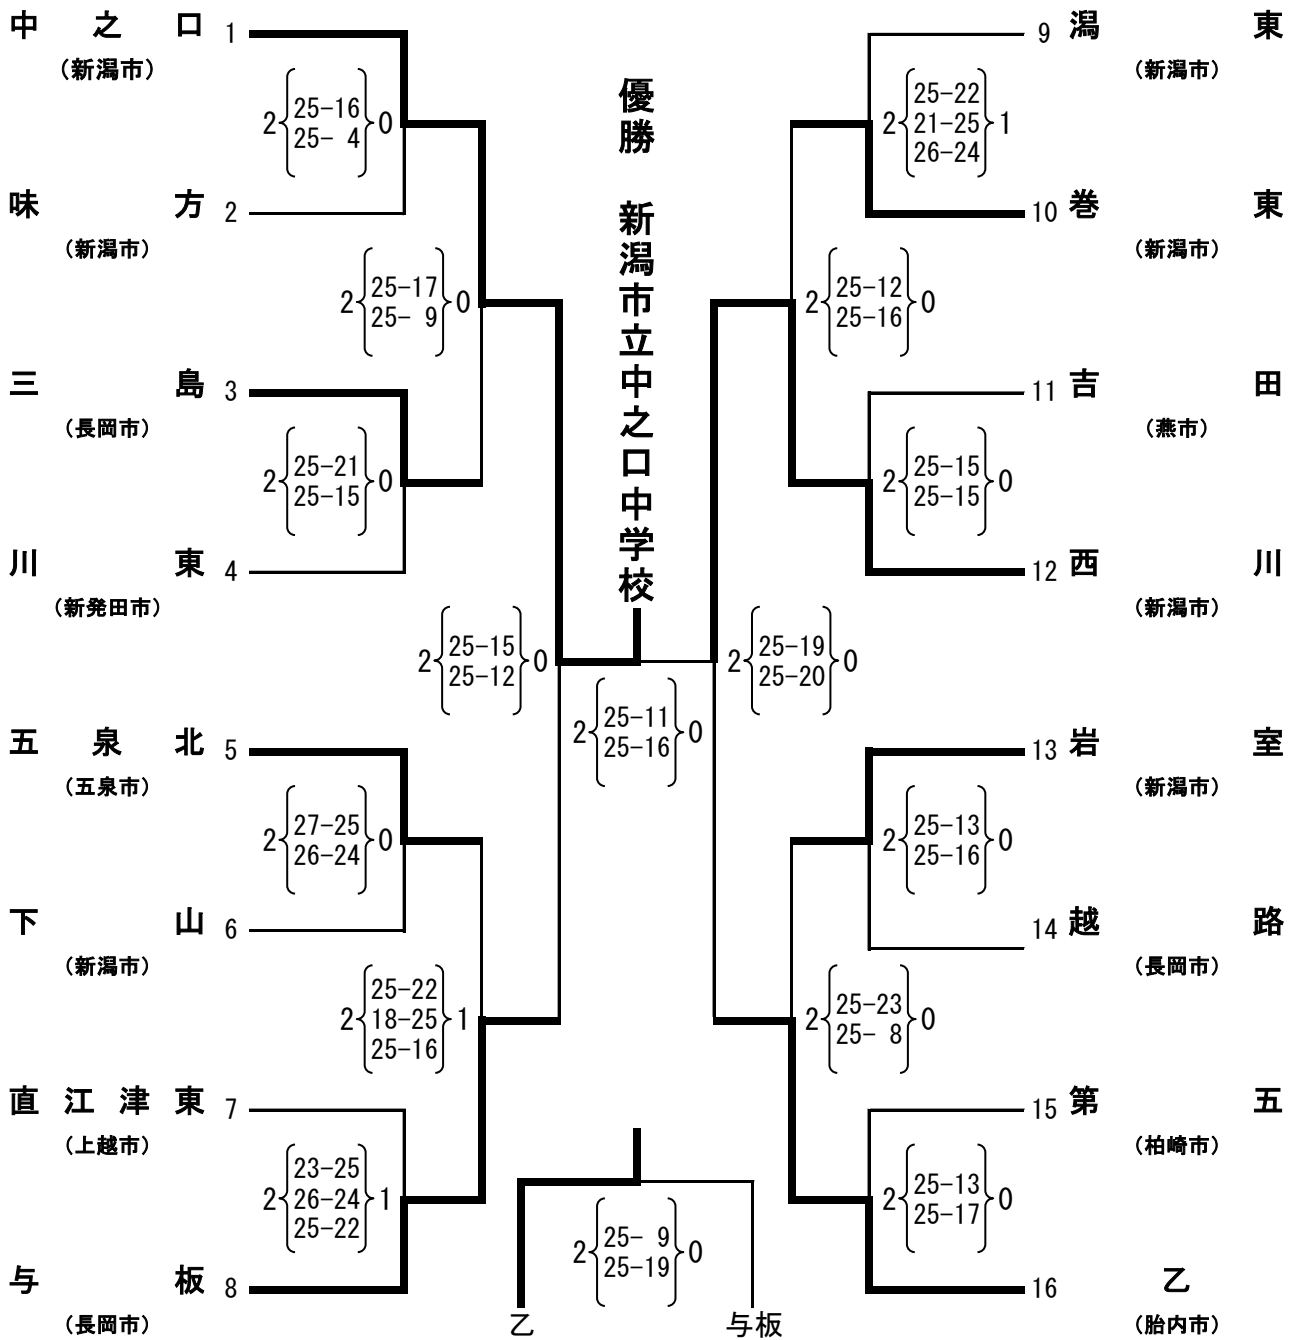 中之口 1
(新潟市)
2 25-16 0
25- 4
味方 2
(新潟市)
2 25-17 0
25- 9
三島 3
(長岡市)
2 25-21 0
25-15
川東 4
(新発田市)
2 25-15 0
25-12
五泉北 5
(五泉市)
2 27-25 0
26-24
下山 6
(新潟市)
25-22
2 18-25 1
25-16
直江津東 7
(上越市)
23-25
2 26-24 1
25-22
与板 8
(長岡市)
優勝 新潟市立中之口中学校
2 25-11 0
25-16
2 25- 9 0
25-19
乙 与板
9 潟東
(新潟市)
25-22
2 21-25 1
26-24
10 巻東
(新潟市)
2 25-12 0
25-16
11 吉田
(燕市)
2 25-15 0
25-15
12 西川
(新潟市)
2 25-19 0
25-20
13 岩室
(新潟市)
2 25-13 0
25-16
14 越路
(長岡市)
2 25-23 0
25- 8
15 第五
(柏崎市)
2 25-13 0
25-17
16 乙
(胎内市)